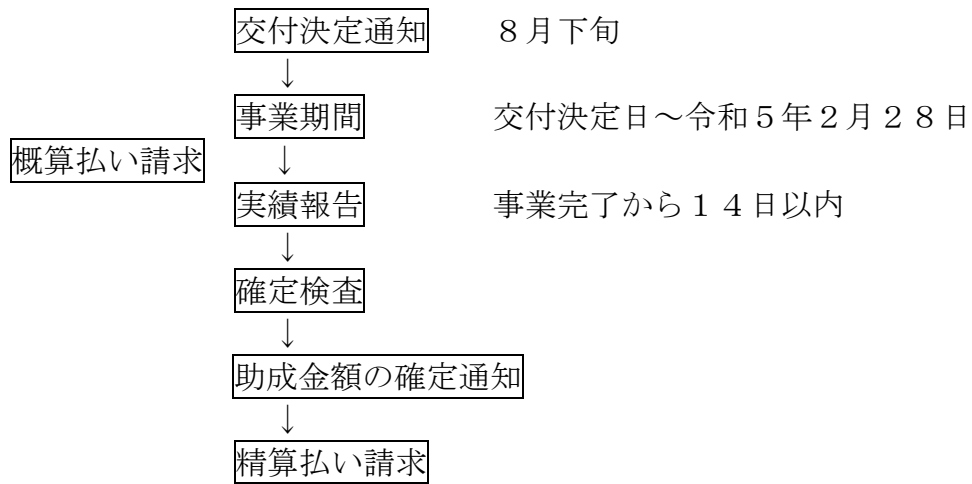 交付決定通知　８月下旬
↓
事業期間　交付決定日～令和５年２月２８日
概算払い請求
↓
実績報告　事業完了から１４日以内
↓
確定検査
↓
助成金額の確定通知
↓
精算払い請求